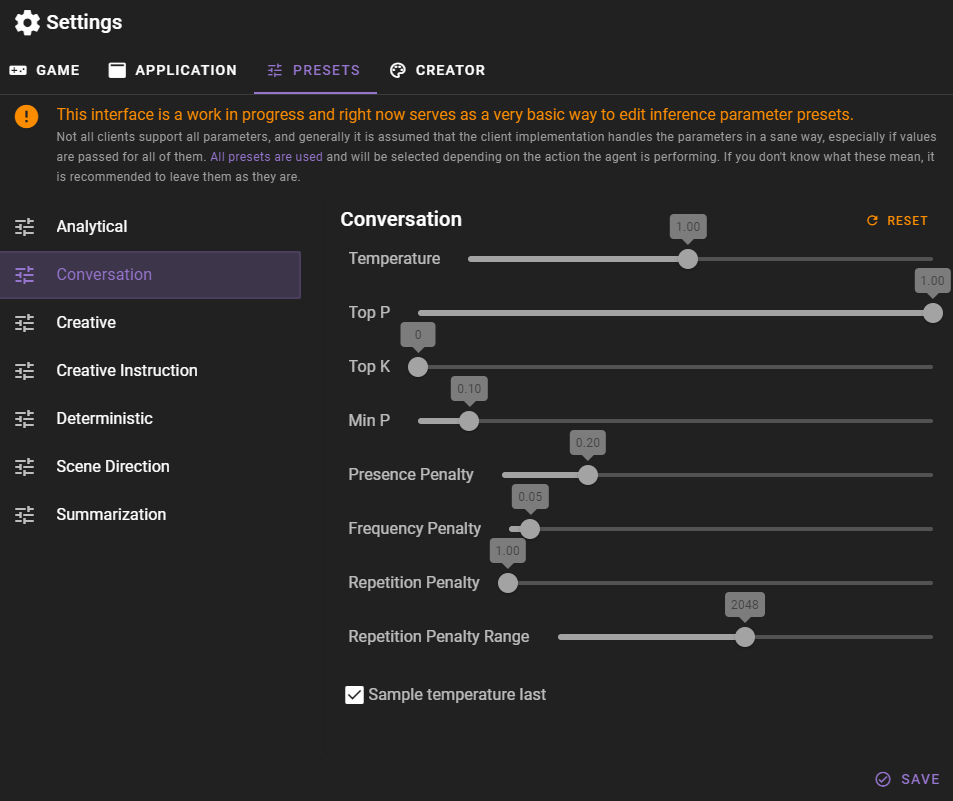 Settings
GAME
APPLICATION
PRESETS
CREATOR
This interface is a work in progress and right now serves as a very basic way to edit inference parameter presets.
Not all clients support all parameters, and generally it is assumed that the client implementation handles the parameters in a sane way, especially if values
are passed for all of them. All presets are used and will be selected depending on the action the agent is performing. If you don't know what these mean, it
is recommended to leave them as they are.
Analytical
Conversation
Creative
Creative Instruction
Deterministic
Scene Direction
Summarization
Conversation
RESET
1.00
Temperature
1.00
Top P
0
Top K
0.10
Min P
0.20
Presence Penalty
0.05
Frequency Penalty
1.00
Repetition Penalty
2048
Repetition Penalty Range
Sample temperature last
SAVE